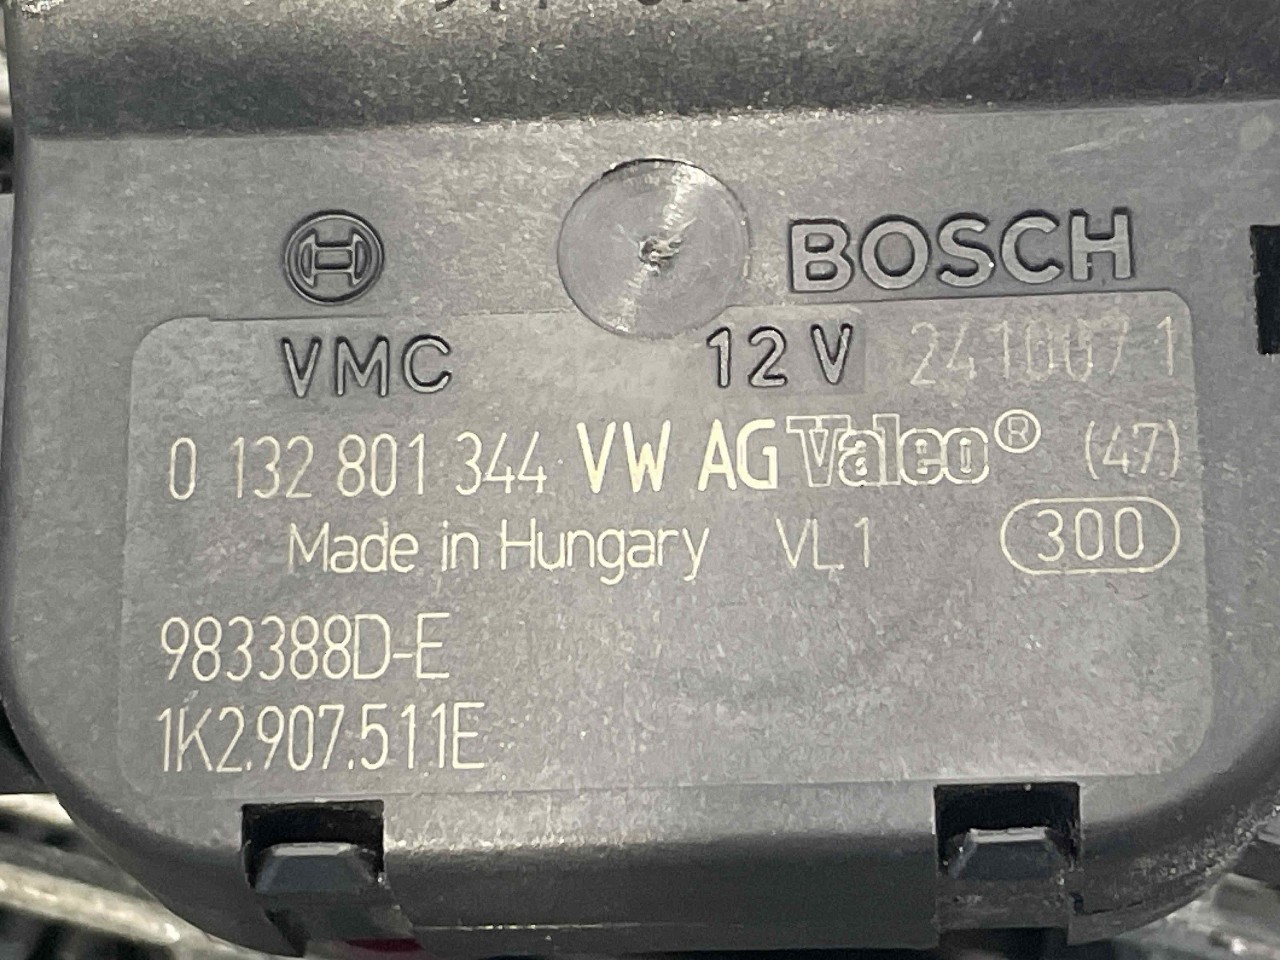 BOSCH
VMC 12 V 2410071
0 132 801 344 VW AG Valeo® (47)
Made in Hungary VL1 300
983388D-E
1K2.907.511E